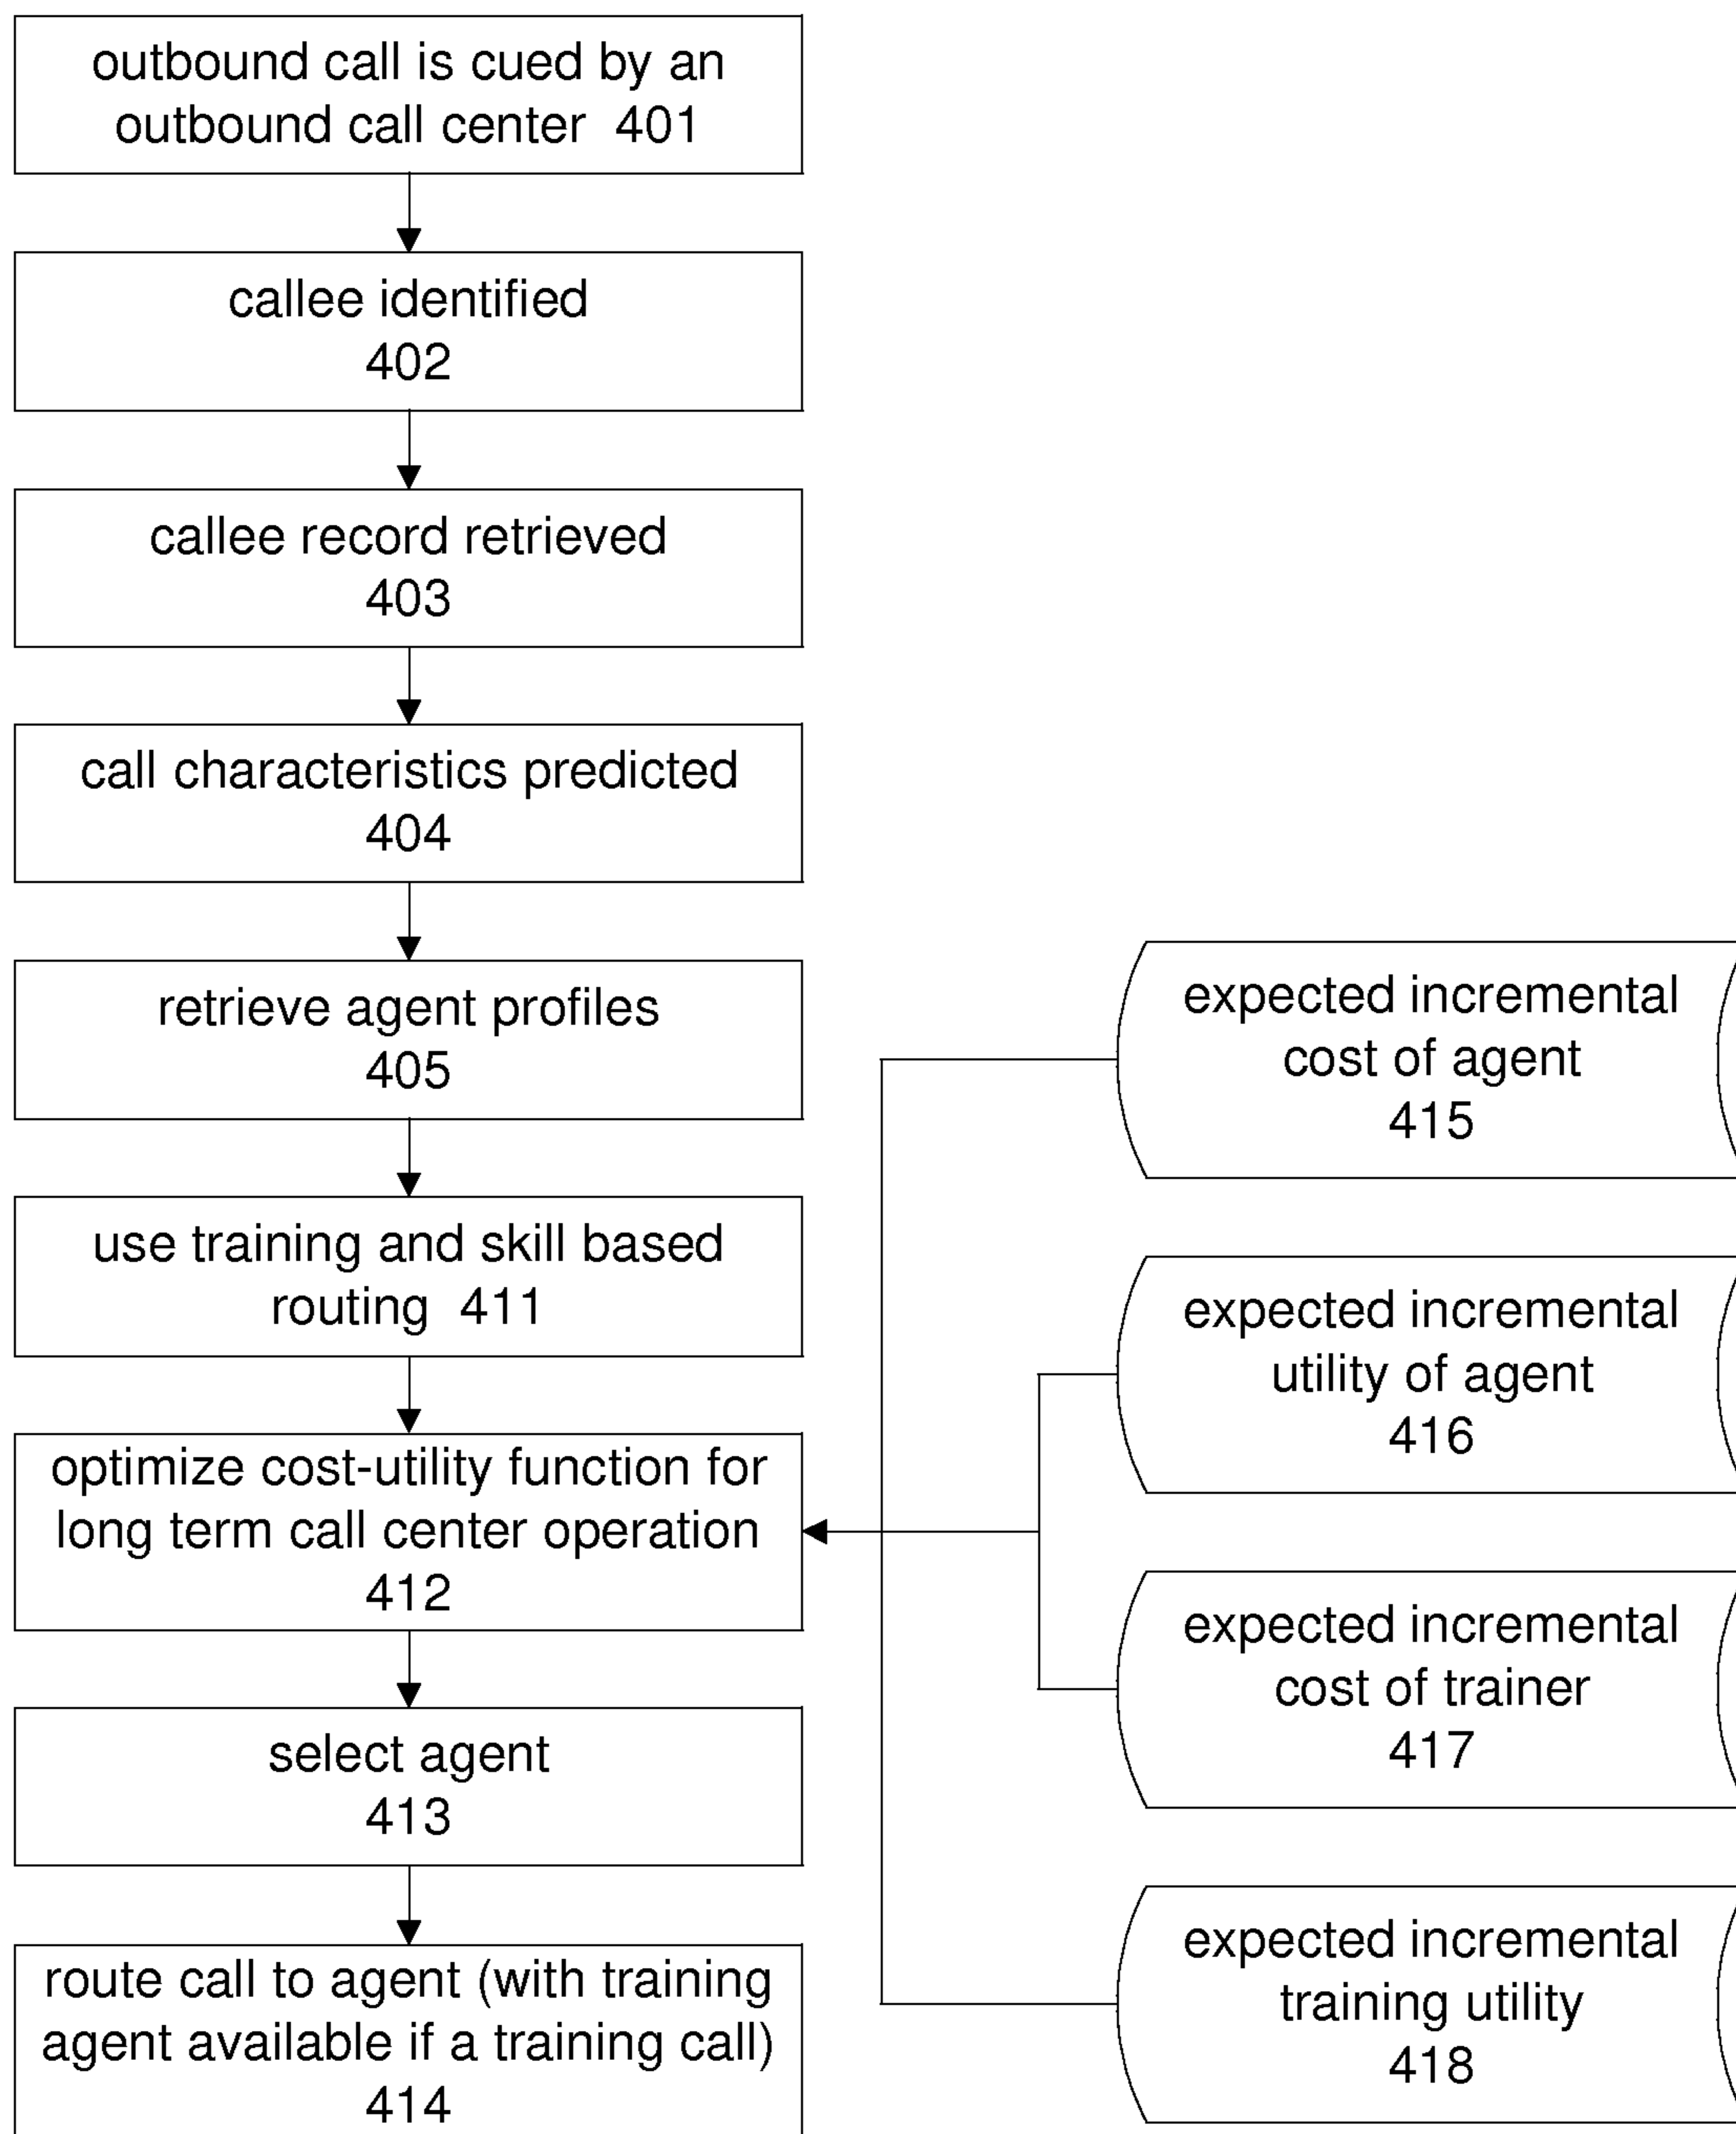 outbound call is cued by an
outbound call center 401
callee identified
402
callee record retrieved
403
call characteristics predicted
404
retrieve agent profiles
405
use training and skill based
routing 411
optimize cost-utility function for
long term call center operation
412
select agent
413
route call to agent (with training
agent available if a training call)
414
expected incremental
cost of agent
415
expected incremental
utility of agent
416
expected incremental
cost of trainer
417
expected incremental
training utility
418